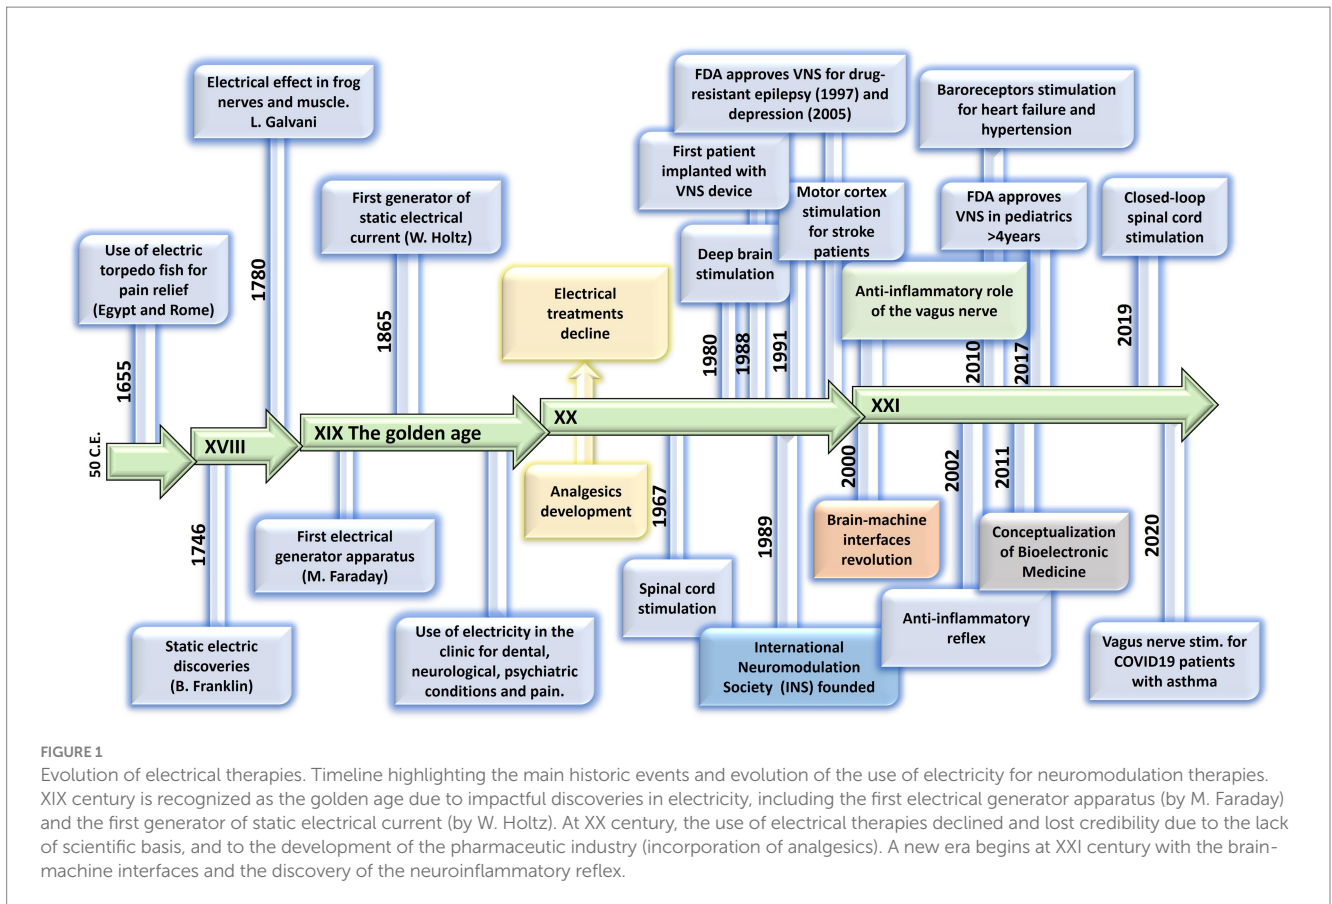 Electrical effect in frog
nerves and muscle.
L. Galvani
FDA approves VNS for drug-
resistant epilepsy (1997) and
depression (2005)
Baroreceptors stimulation
for heart failure and
hypertension
First patient
implanted with
VNS device
First generator of
static electrical
current (W. Holtz)
Motor cortex
stimulation
for stroke
patients
FDA approves
VNS in pediatrics
>4years
Closed-loop
spinal cord
stimulation
Use of electric
torpedo fish for
pain relief
(Egypt and Rome)
Deep brain
stimulation
Electrical
treatments
decline
Anti-inflammatory role
of the vagus nerve
1655
1780
1865
1980
1988
1991
2010
2017
2019
50 C.E.
XVIII
XIX The golden age
XX
XXI
1746
1967
1989
2000
2002
2011
2020
Analgesics
development
First electrical
generator apparatus
(M. Faraday)
Brain-machine
interfaces
revolution
Conceptualization
of Bioelectronic
Medicine
Spinal cord
stimulation
Anti-inflammatory
reflex
Static electric
discoveries
(B. Franklin)
Use of electricity in the
clinic for dental,
neurological, psychiatric
conditions and pain.
International
Neuromodulation
Society (INS) founded
Vagus nerve stim. for
COVID19 patients
with asthma
FIGURE 1
Evolution of electrical therapies. Timeline highlighting the main historic events and evolution of the use of electricity for neuromodulation therapies.
XIX century is recognized as the golden age due to impactful discoveries in electricity, including the first electrical generator apparatus (by M. Faraday)
and the first generator of static electrical current (by W. Holtz). At XX century, the use of electrical therapies declined and lost credibility due to the lack
of scientific basis, and to the development of the pharmaceutic industry (incorporation of analgesics). A new era begins at XXI century with the brain-
machine interfaces and the discovery of the neuroinflammatory reflex.